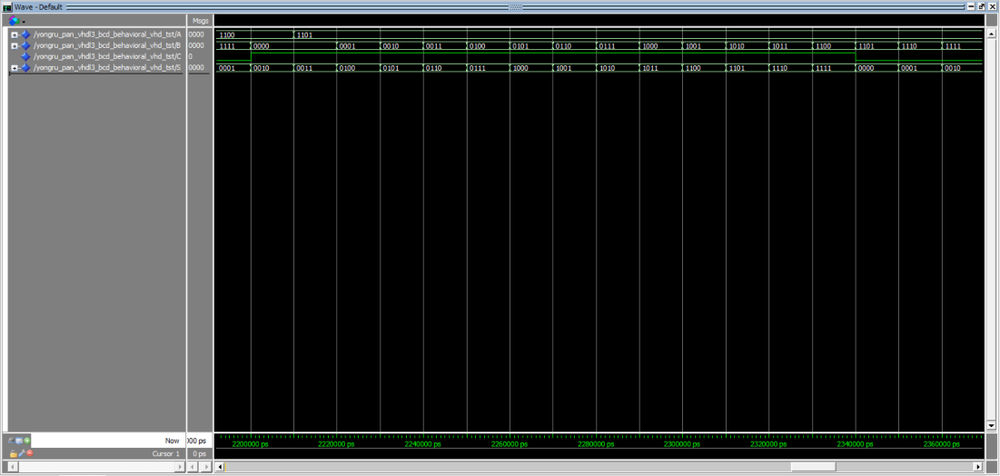 Wave - Default
Msgs
/yongru_pan_vhdl3_bcd_behavioral_vhd_tst/A 0000 1100 1101
/yongru_pan_vhdl3_bcd_behavioral_vhd_tst/B 0000 1111 0000 0001 0010 0011 0100 0101 0110 0111 1000 1001 1010 1011 1100 1101 1110 1111
/yongru_pan_vhdl3_bcd_behavioral_vhd_tst/C 0
/yongru_pan_vhdl3_bcd_behavioral_vhd_tst/S 0000 0001 0010 0011 0100 0101 0110 0111 1000 1001 1010 1011 1100 1101 1110 1111 0000 0001 0010
Now 000 ps 2200000 ps 2220000 ps 2240000 ps 2260000 ps 2280000 ps 2300000 ps 2320000 ps 2340000 ps 2360000 ps
Cursor 1 0 ps